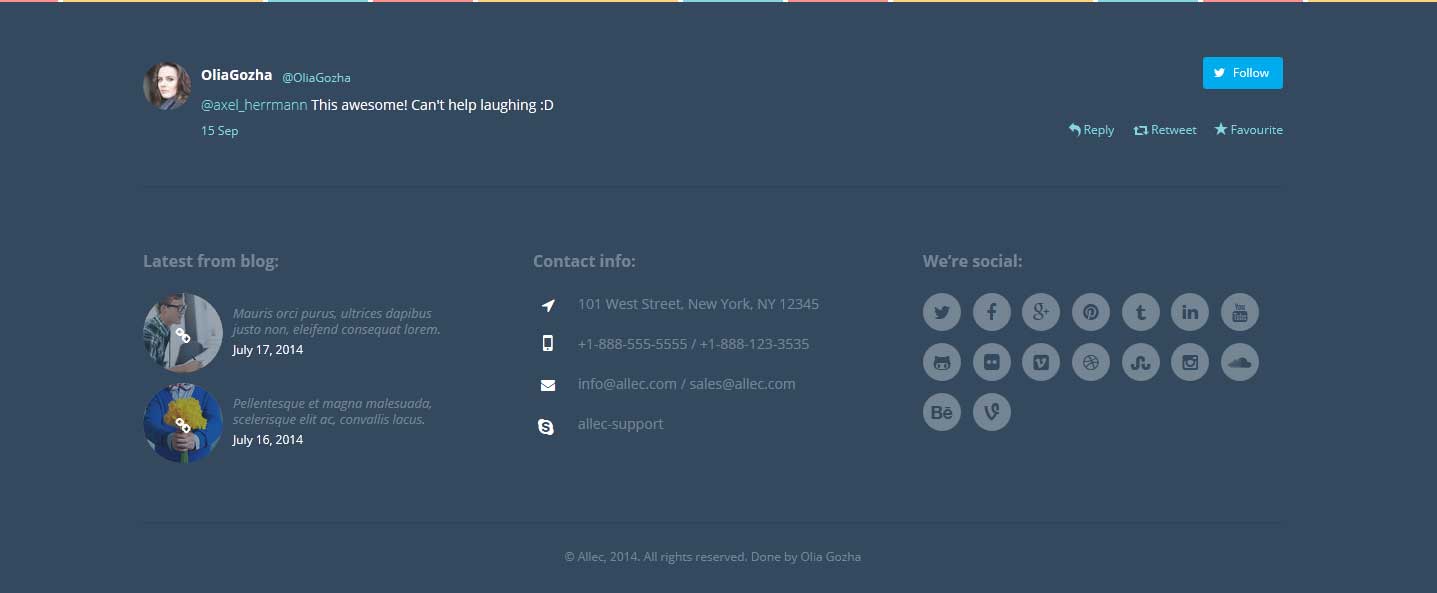 OliaGozha @OliaGozha
Follow
@axel_herrmann This awesome! Can't help laughing :D
15 Sep
Reply Retweet Favourite
Latest from blog:
Mauris orci purus, ultrices dapibus
justo non, eleifend consequat lorem.
July 17, 2014
Pellentesque et magna malesuada,
scelerisque elit ac, convallis lacus.
July 16, 2014
Contact info:
101 West Street, New York, NY 12345
+1-888-555-5555 / +1-888-123-3535
info@allec.com / sales@allec.com
allec-support
We’re social:
You
Tube
Bē
© Allec, 2014. All rights reserved. Done by Olia Gozha